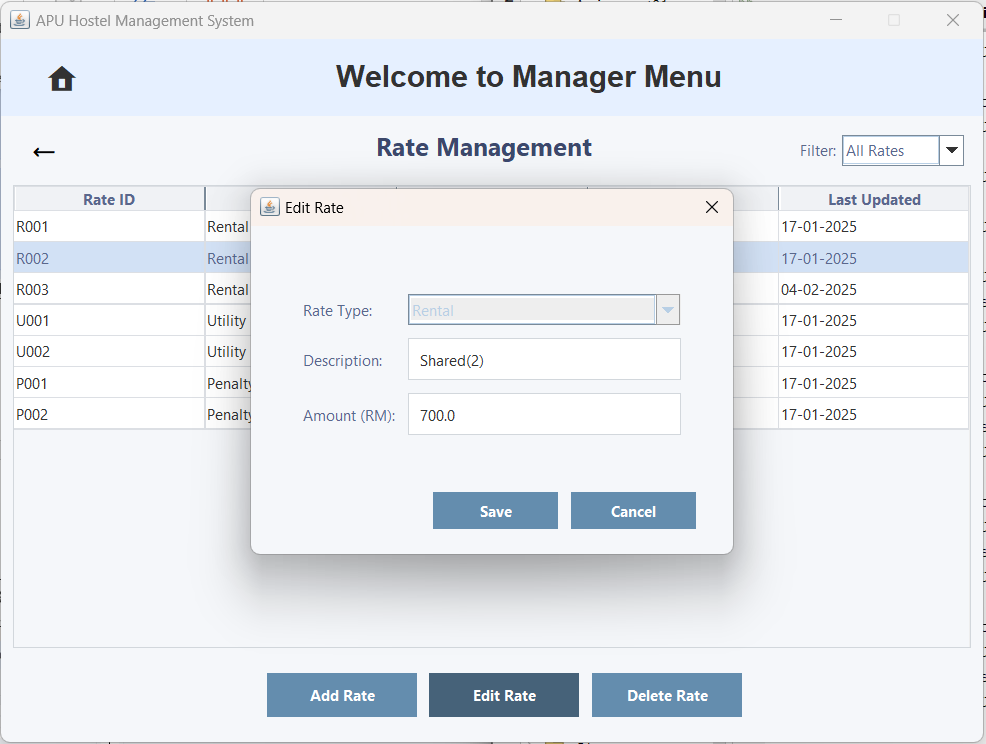 APU Hostel Management System
Welcome to Manager Menu
Rate Management
Filter: All Rates
Rate ID Last Updated
R001 Rental 17-01-2025
R002 Rental 17-01-2025
R003 Rental 04-02-2025
U001 Utility 17-01-2025
U002 Utility 17-01-2025
P001 Penalty 17-01-2025
P002 Penalty 17-01-2025
Edit Rate
Rate Type: Rental
Description: Shared(2)
Amount (RM): 700.0
Save Cancel
Add Rate Edit Rate Delete Rate